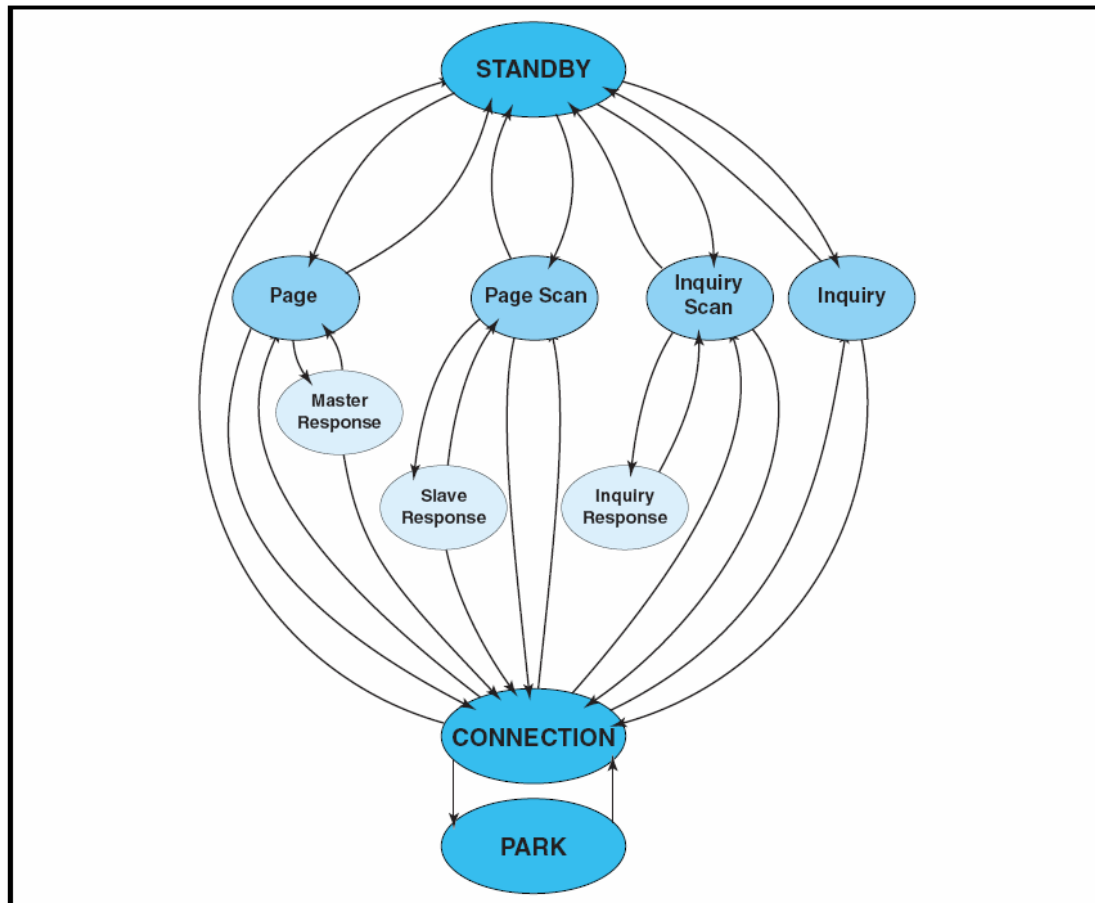 STANDBY
Page
Page Scan
Inquiry
Scan
Inquiry
Master
Response
Slave
Response
Inquiry
Response
CONNECTION
PARK